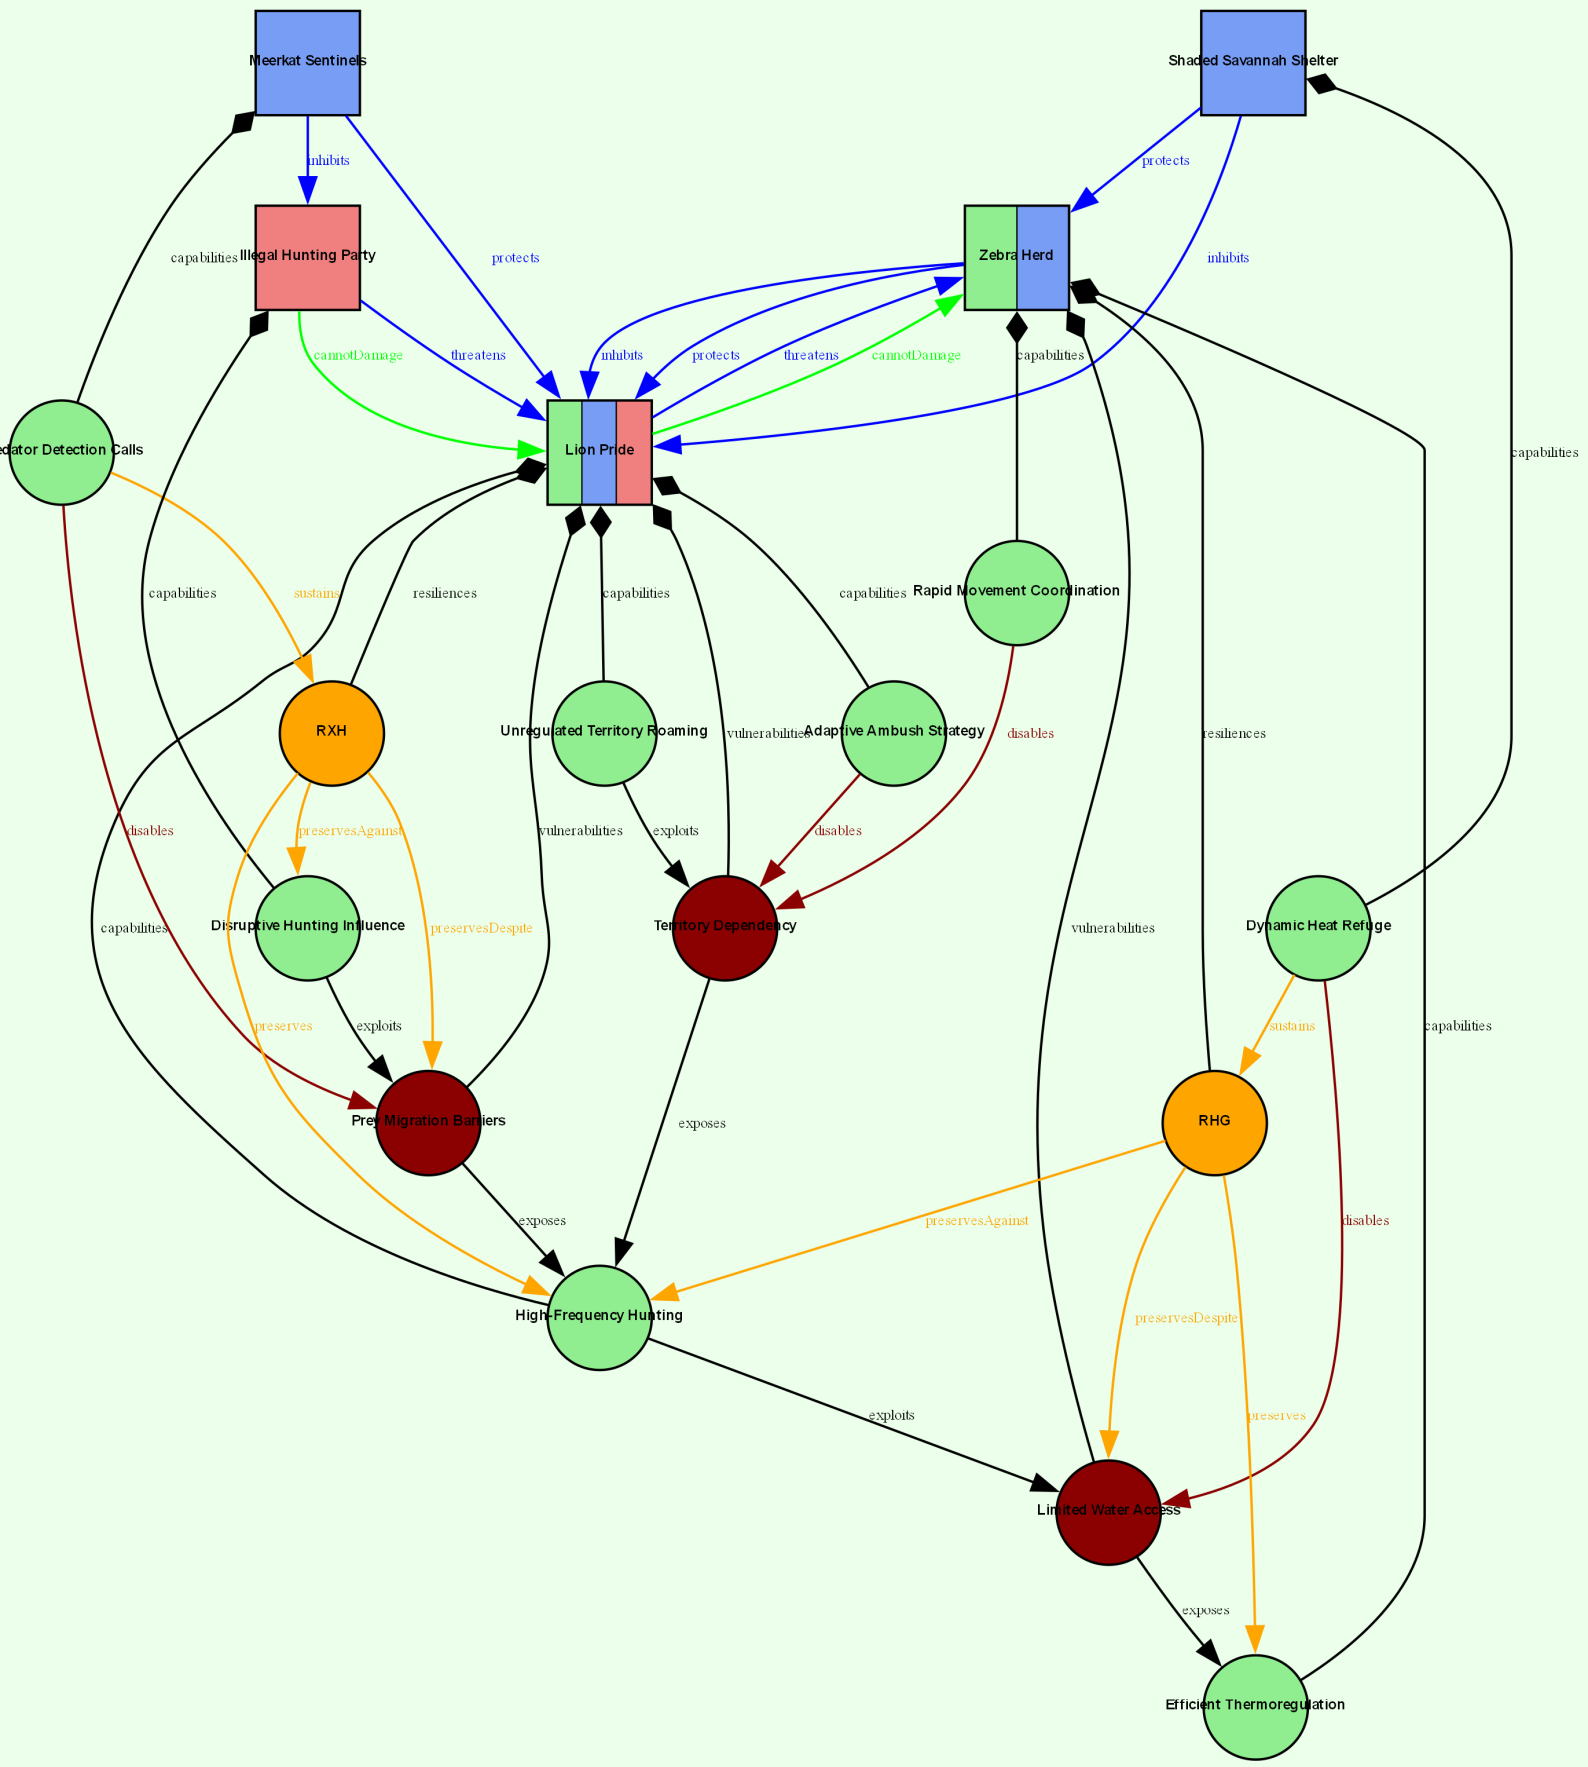 Meerkat Sentinels
Shaded Savannah Shelter
inhibits
protects
capabilities
Illegal Hunting Party
protects
Zebra Herd
inhibits
cannotDamage
threatens
inhibits
protects
threatens
cannotDamage
capabilities
edator Detection Calls
Lion Pride
capabilities
capabilities
sustains
resiliences
capabilities
capabilities
Rapid Movement Coordination
RXH
Unregulated Territory Roaming
vulnerabilities
Adaptive Ambush Strategy
disables
resiliences
disables
preservesAgainst
vulnerabilities
exploits
disables
capabilities
Disruptive Hunting Influence
preservesDespite
Territory Dependency
vulnerabilities
Dynamic Heat Refuge
preserves
exploits
sustains
capabilities
Prey Migration Barriers
exposes
RHG
exposes
preservesAgainst
disables
High-Frequency Hunting
preservesDespite
exploits
preserves
Limited Water Access
exposes
Efficient Thermoregulation